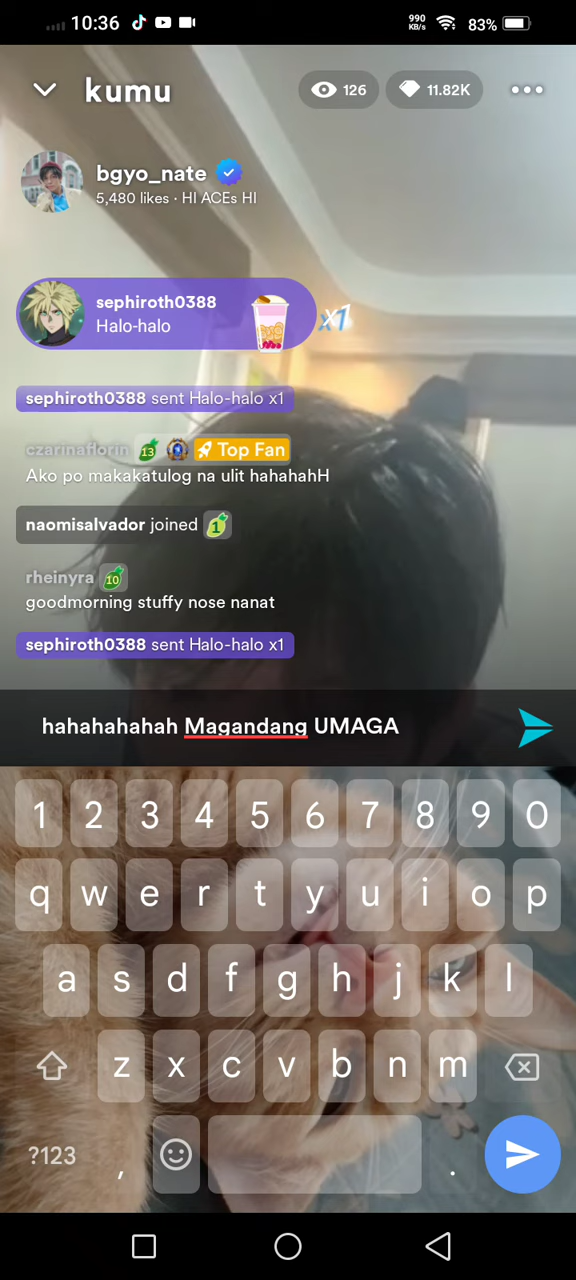 10:36
990
KB/s
83%
kumu
126
11.82K
bgyo_nate
5,480 likes · HI ACEs HI
sephiroth0388
Halo-halo
x1
sephiroth0388 sent Halo-halo x1
czarinaflorin 13 Top Fan
Ako po makakatulog na ulit hahahahH
naomisalvador joined 1
rheinyra 10
goodmorning stuffy nose nanat
sephiroth0388 sent Halo-halo x1
hahahahahah Magandang UMAGA
1 2 3 4 5 6 7 8 9 0
q w e r t y u i o p
a s d f g h j k l
z x c v b n m
?123 , .